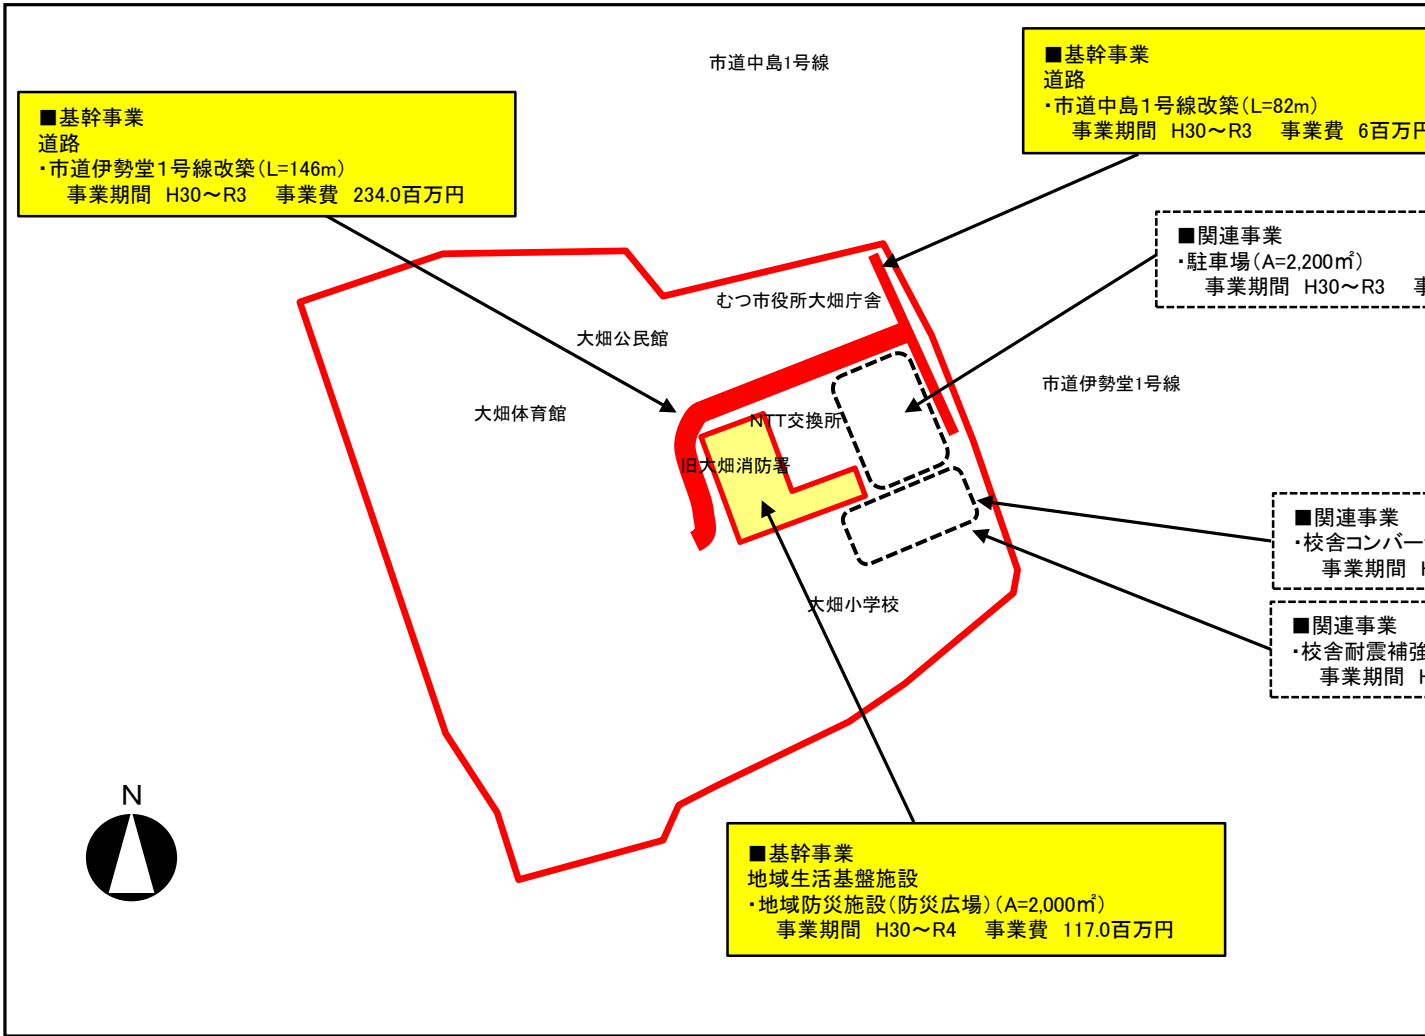 市道中島1号線
■基幹事業
道路
・市道中島1号線改築(L=82m)
事業期間 H30～R3 事業費 6百万円
■基幹事業
道路
・市道伊勢堂1号線改築(L=146m)
事業期間 H30～R3 事業費 234.0百万円
■関連事業
・駐車場(A=2,200㎡)
事業期間 H30～R3
むつ市役所大畑庁舎
大畑公民館
市道伊勢堂1号線
大畑体育館
NTT交換所
旧大畑消防署
■関連事業
・校舎コンバー
事業期間
大畑小学校
■関連事業
・校舎耐震補強
事業期間
N
■基幹事業
地域生活基盤施設
・地域防災施設(防災広場)(A=2,000㎡)
事業期間 H30～R4 事業費 117.0百万円